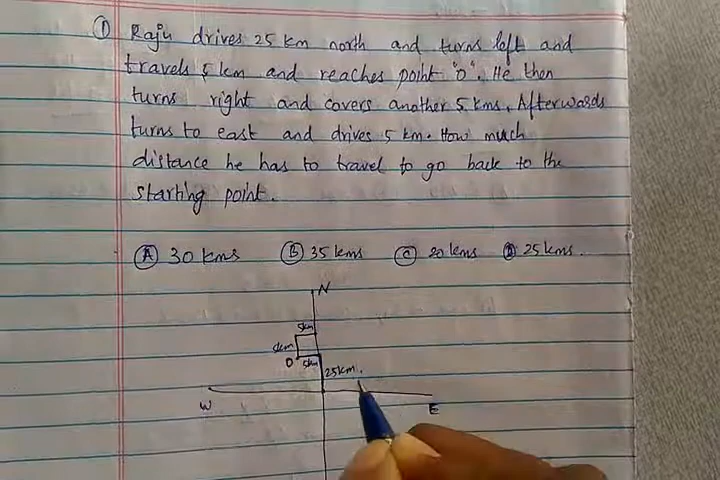 ① Raju drives 25 km north and turns left and
travels 5 km and reaches point "O". He then
turns right and covers another 5 kms. Afterwards
turns to east and drives 5 km. How much
distance he has to travel to go back to the
starting point.
Ⓐ 30 kms Ⓑ 35 kms Ⓒ 20 kms Ⓓ 25 kms.
N
5km
5km
O 5km
25km.
W E